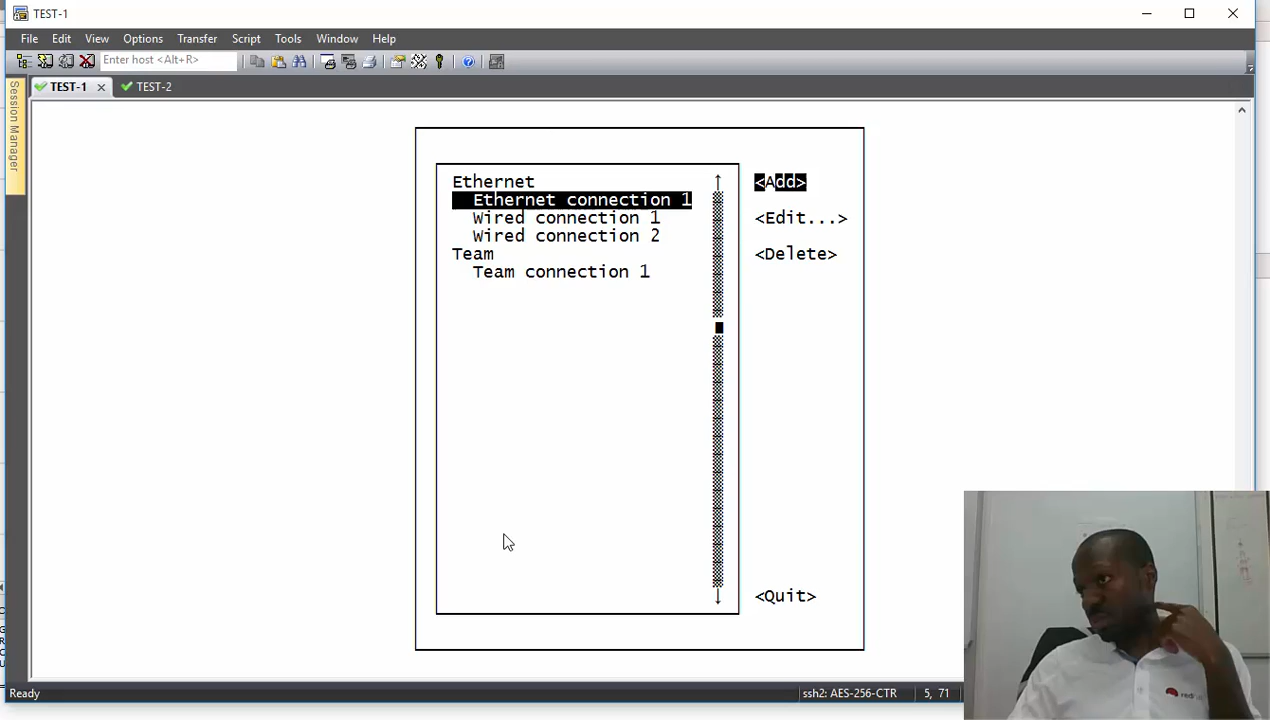 TEST-1
File Edit View Options Transfer Script Tools Window Help
Enter host <Alt+R>
Session Manager
TEST-1 TEST-2
Ethernet
Ethernet connection 1
Wired connection 1
Wired connection 2
Team
Team connection 1
<Add>
<Edit...>
<Delete>
<Quit>
Ready
ssh2: AES-256-CTR
5, 71